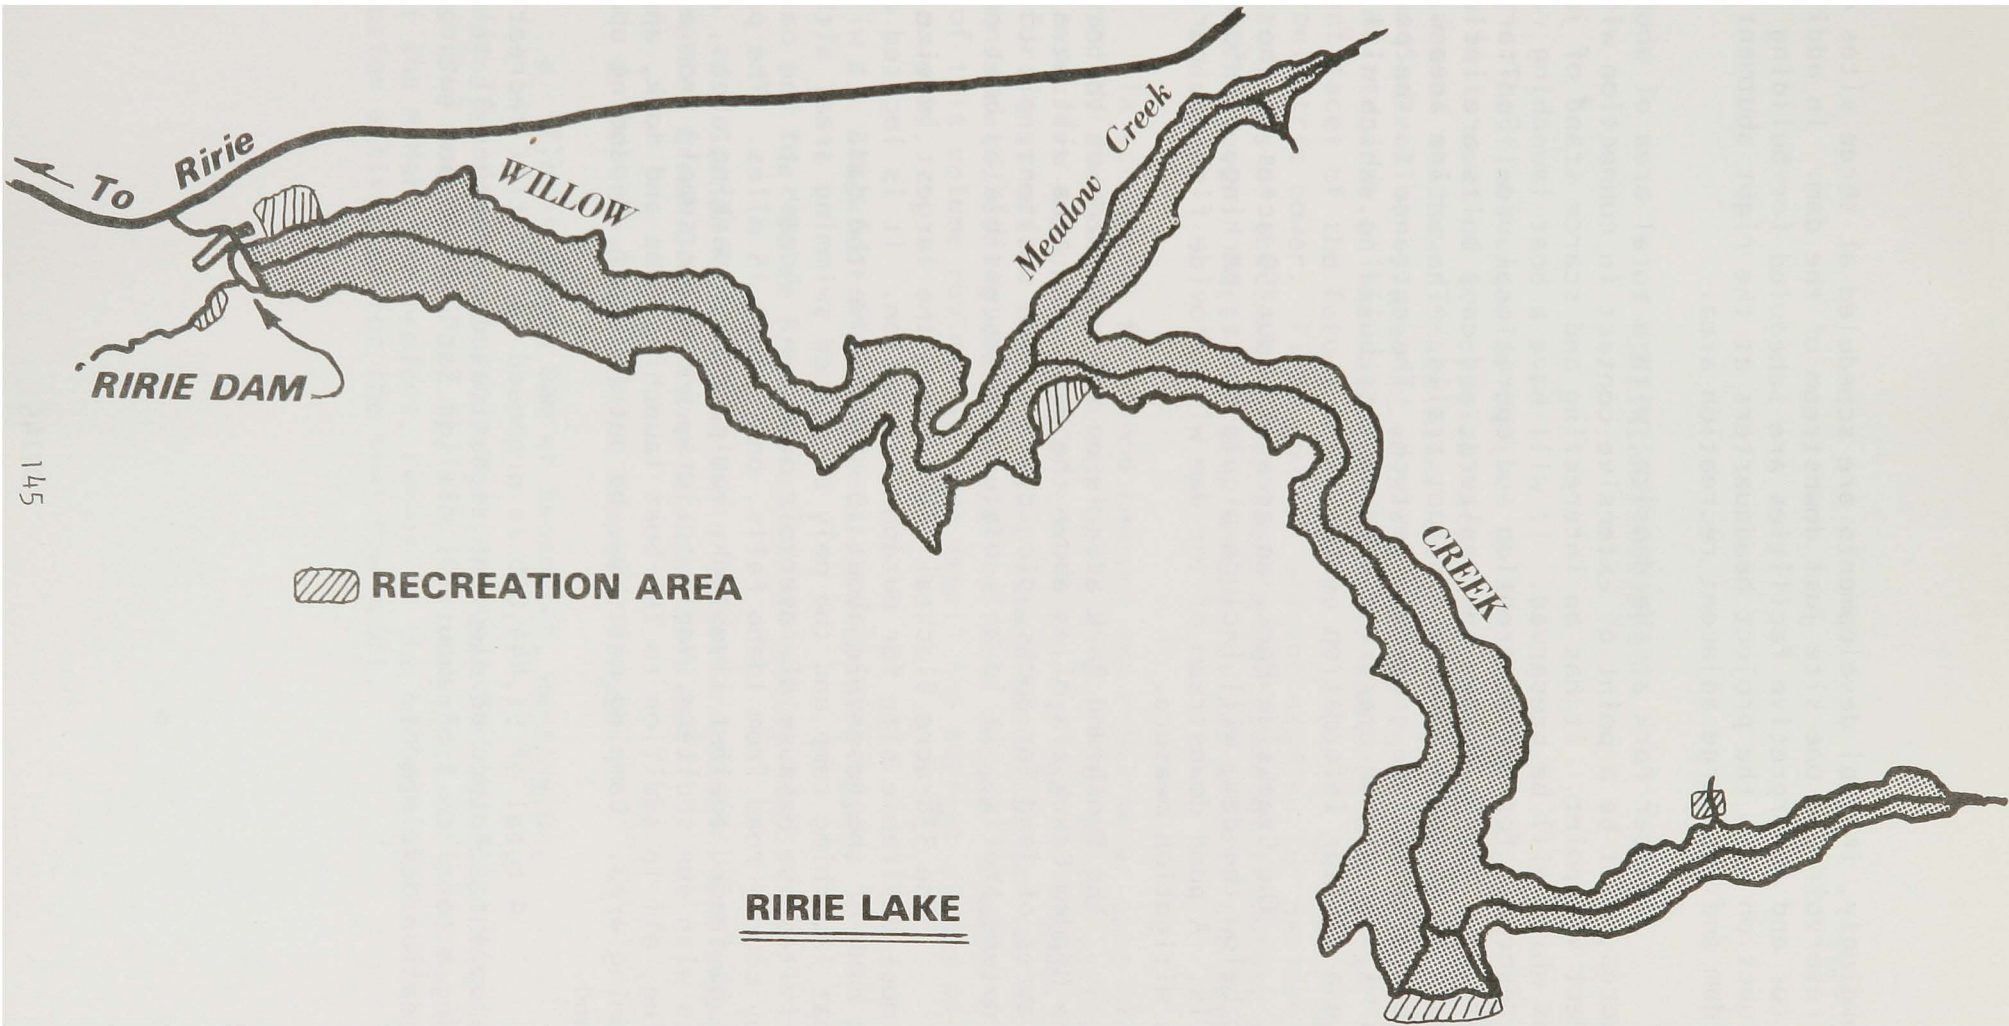 To Ririe
WILLOW
Meadow Creek
RIRIE DAM
CREEK
RECREATION AREA
RIRIE LAKE
145